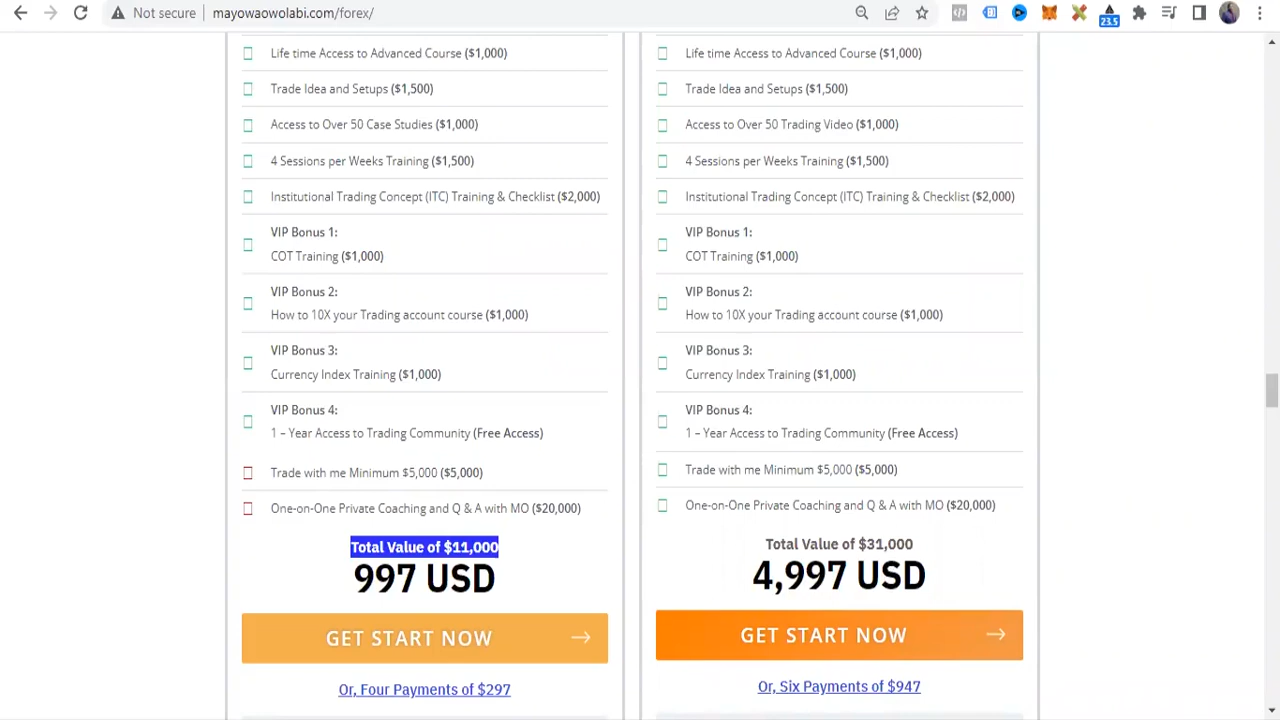 Not secure
mayowaowolabi.com/forex/
23.5
Life time Access to Advanced Course ($1,000)
Trade Idea and Setups ($1,500)
Access to Over 50 Case Studies ($1,000)
4 Sessions per Weeks Training ($1,500)
Institutional Trading Concept (ITC) Training & Checklist ($2,000)
VIP Bonus 1:
COT Training ($1,000)
VIP Bonus 2:
How to 10X your Trading account course ($1,000)
VIP Bonus 3:
Currency Index Training ($1,000)
VIP Bonus 4:
1 – Year Access to Trading Community (Free Access)
Trade with me Minimum $5,000 ($5,000)
One-on-One Private Coaching and Q & A with MO ($20,000)
Total Value of $11,000
997 USD
GET START NOW
Or, Four Payments of $297
Life time Access to Advanced Course ($1,000)
Trade Idea and Setups ($1,500)
Access to Over 50 Trading Video ($1,000)
4 Sessions per Weeks Training ($1,500)
Institutional Trading Concept (ITC) Training & Checklist ($2,000)
VIP Bonus 1:
COT Training ($1,000)
VIP Bonus 2:
How to 10X your Trading account course ($1,000)
VIP Bonus 3:
Currency Index Training ($1,000)
VIP Bonus 4:
1 – Year Access to Trading Community (Free Access)
Trade with me Minimum $5,000 ($5,000)
One-on-One Private Coaching and Q & A with MO ($20,000)
Total Value of $31,000
4,997 USD
GET START NOW
Or, Six Payments of $947